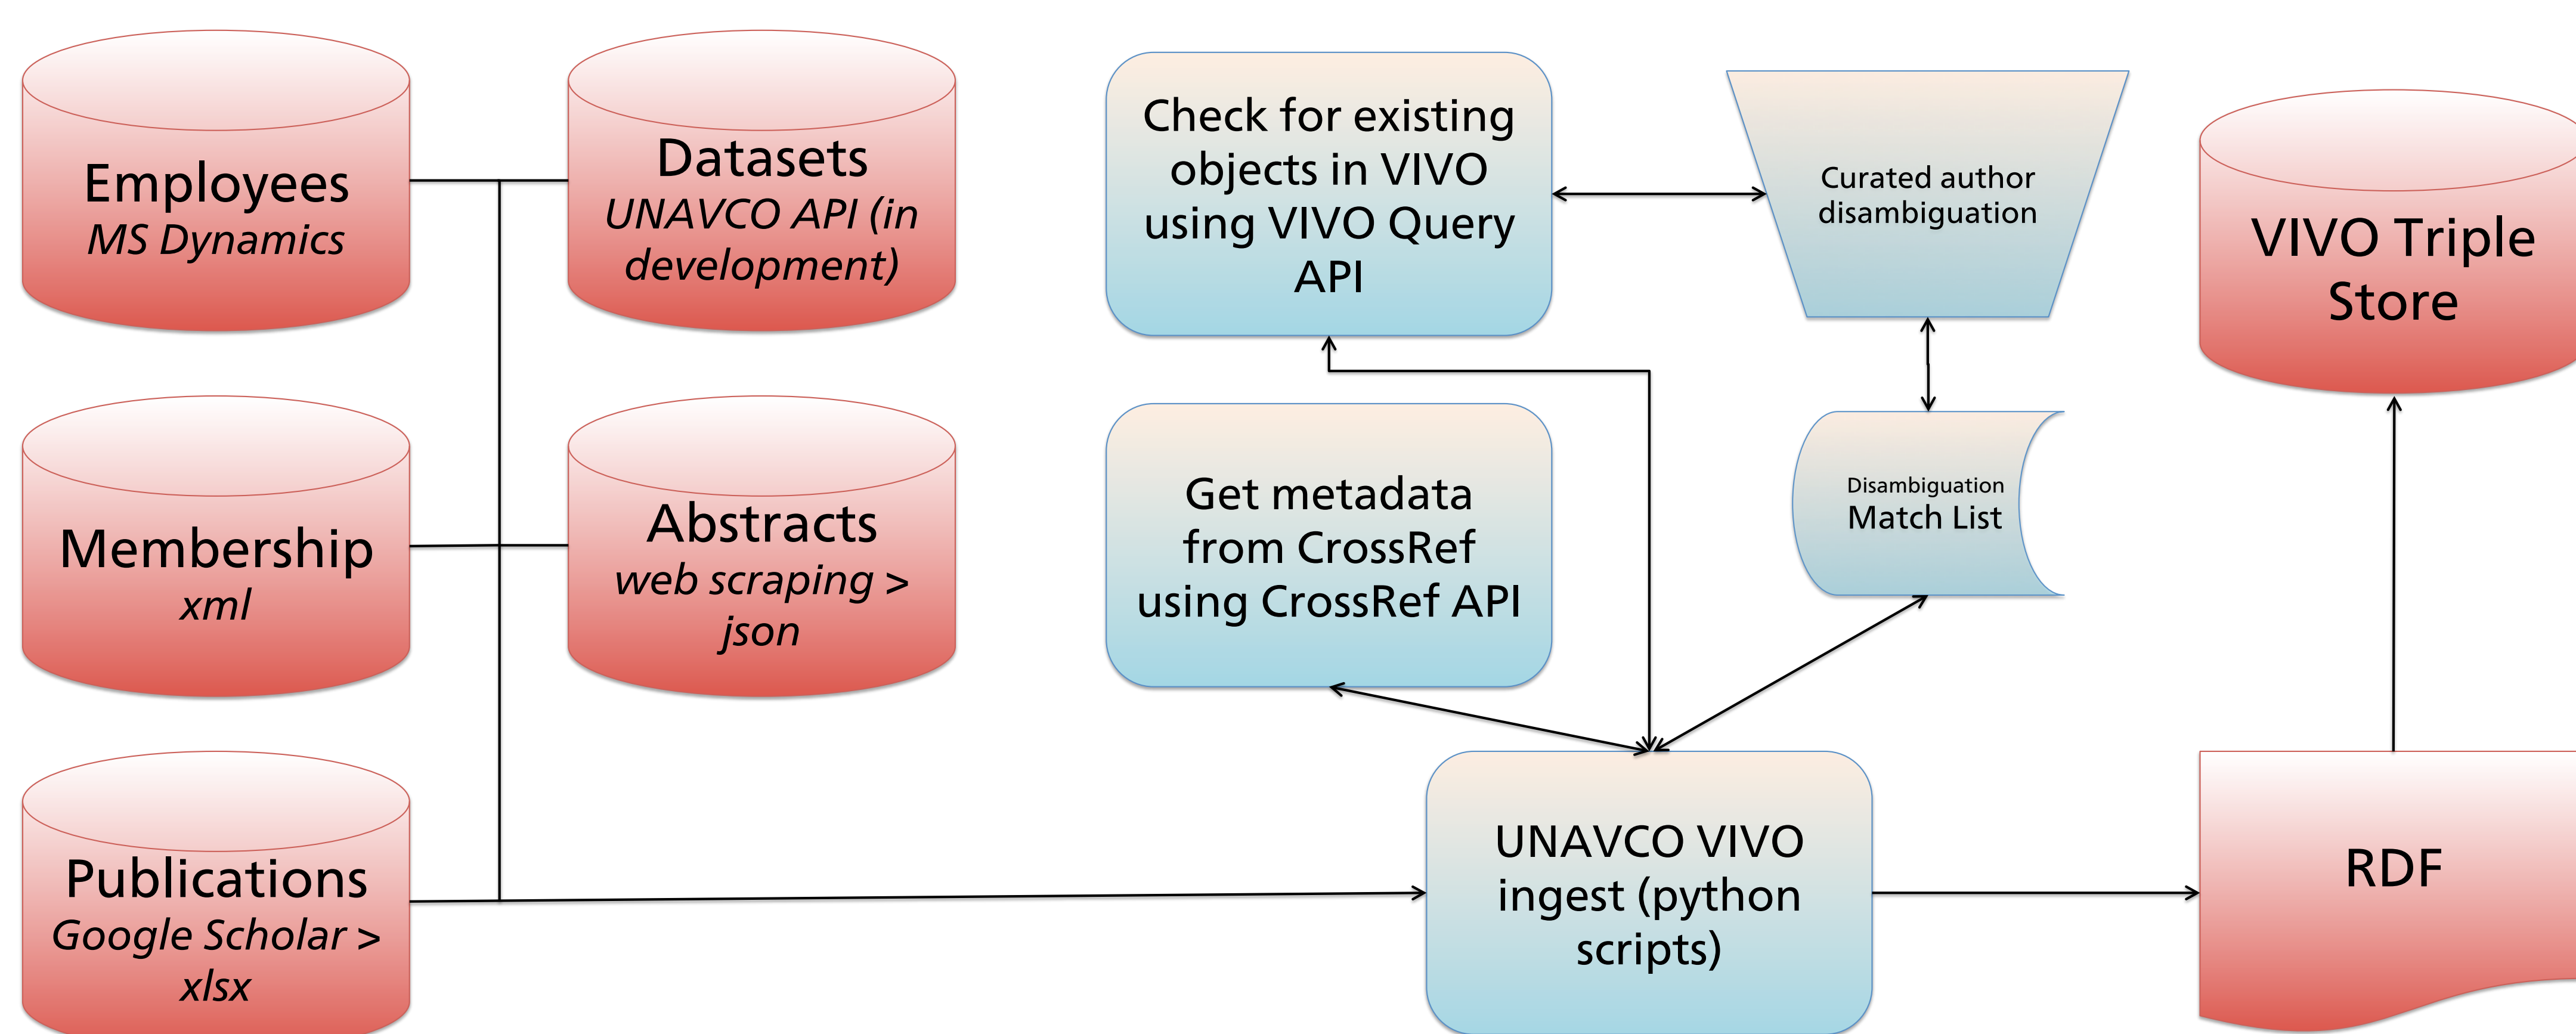 Employees
MS Dynamics
Datasets
UNAVCO API (in
development)
Check for existing
objects in VIVO
using VIVO Query
API
Curated author
disambiguation
VIVO Triple
Store
Membership
xml
Abstracts
web scraping >
json
Get metadata
from CrossRef
using CrossRef API
Disambiguation
Match List
Publications
Google Scholar >
xlsx
UNAVCO VIVO
ingest (python
scripts)
RDF